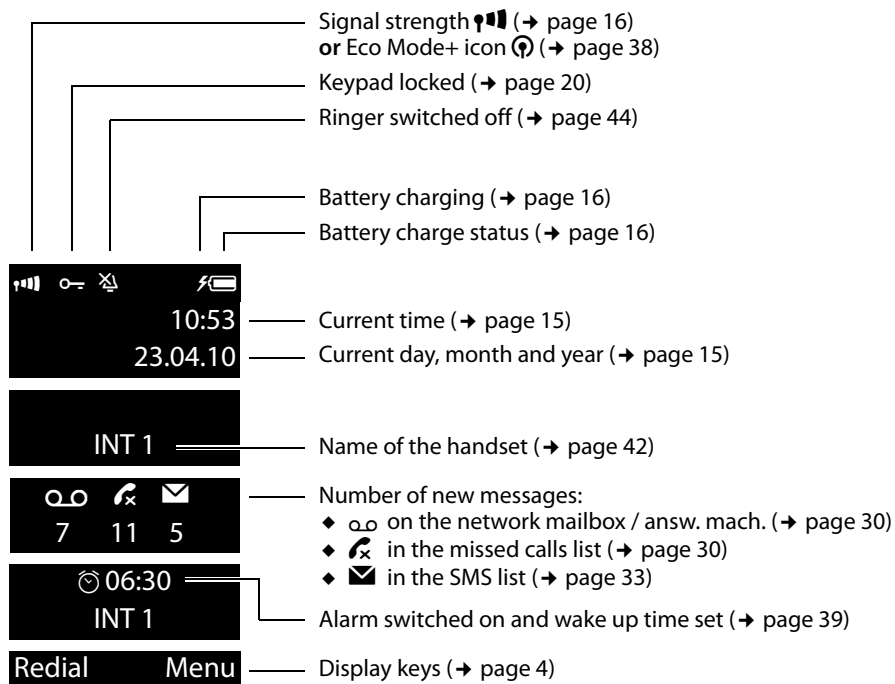 Signal strength (➔ page 16)
or Eco Mode+ icon (➔ page 38)
Keypad locked (➔ page 20)
Ringer switched off (➔ page 44)
Battery charging (➔ page 16)
Battery charge status (➔ page 16)
10:53
Current time (➔ page 15)
23.04.10
Current day, month and year (➔ page 15)
INT 1
Name of the handset (➔ page 42)
Number of new messages:
7 11 5
◆ on the network mailbox / answ. mach. (➔ page 30)
◆ in the missed calls list (➔ page 30)
◆ in the SMS list (➔ page 33)
06:30
INT 1
Alarm switched on and wake up time set (➔ page 39)
Redial Menu
Display keys (➔ page 4)